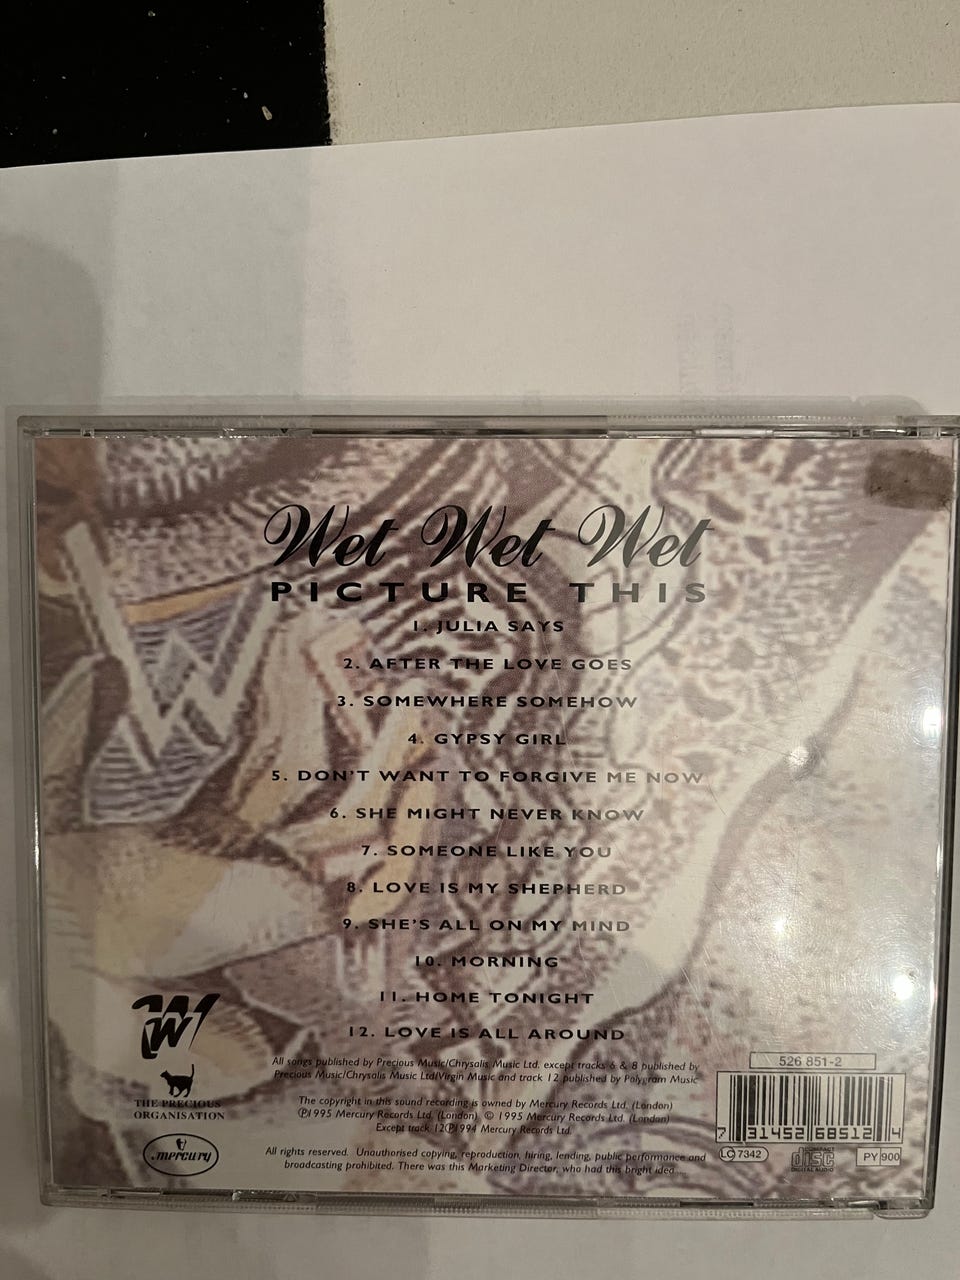 Wet Wet Wet
PICTURE THIS
1. JULIA SAYS
2. AFTER THE LOVE GOES
3. SOMEWHERE SOMEHOW
4. GYPSY GIRL
5. DON'T WANT TO FORGIVE ME NOW
6. SHE MIGHT NEVER KNOW
7. SOMEONE LIKE YOU
8. LOVE IS MY SHEPHERD
9. SHE'S ALL ON MY MIND
10. MORNING
11. HOME TONIGHT
12. LOVE IS ALL AROUND
All songs published by Precious Music/Chrysalis Music Ltd. except tracks 6 & 8 published by
Precious Music/Chrysalis Music Ltd/Virgin Music and track 12 published by Polygram Music
The copyright in this sound recording is owned by Mercury Records Ltd. (London)
℗1995 Mercury Records Ltd. (London) © 1995 Mercury Records Ltd. (London)
Except track 12℗1994 Mercury Records Ltd.
All rights reserved. Unauthorised copying, reproduction, hiring, lending, public performance and
broadcasting prohibited. There was this Marketing Director, who had this bright idea.....
W
THE PRECIOUS
ORGANISATION
mercury
526 851-2
7 31452 68512 4
LC 7342
COMPACT
disc
DIGITAL AUDIO
PY 900